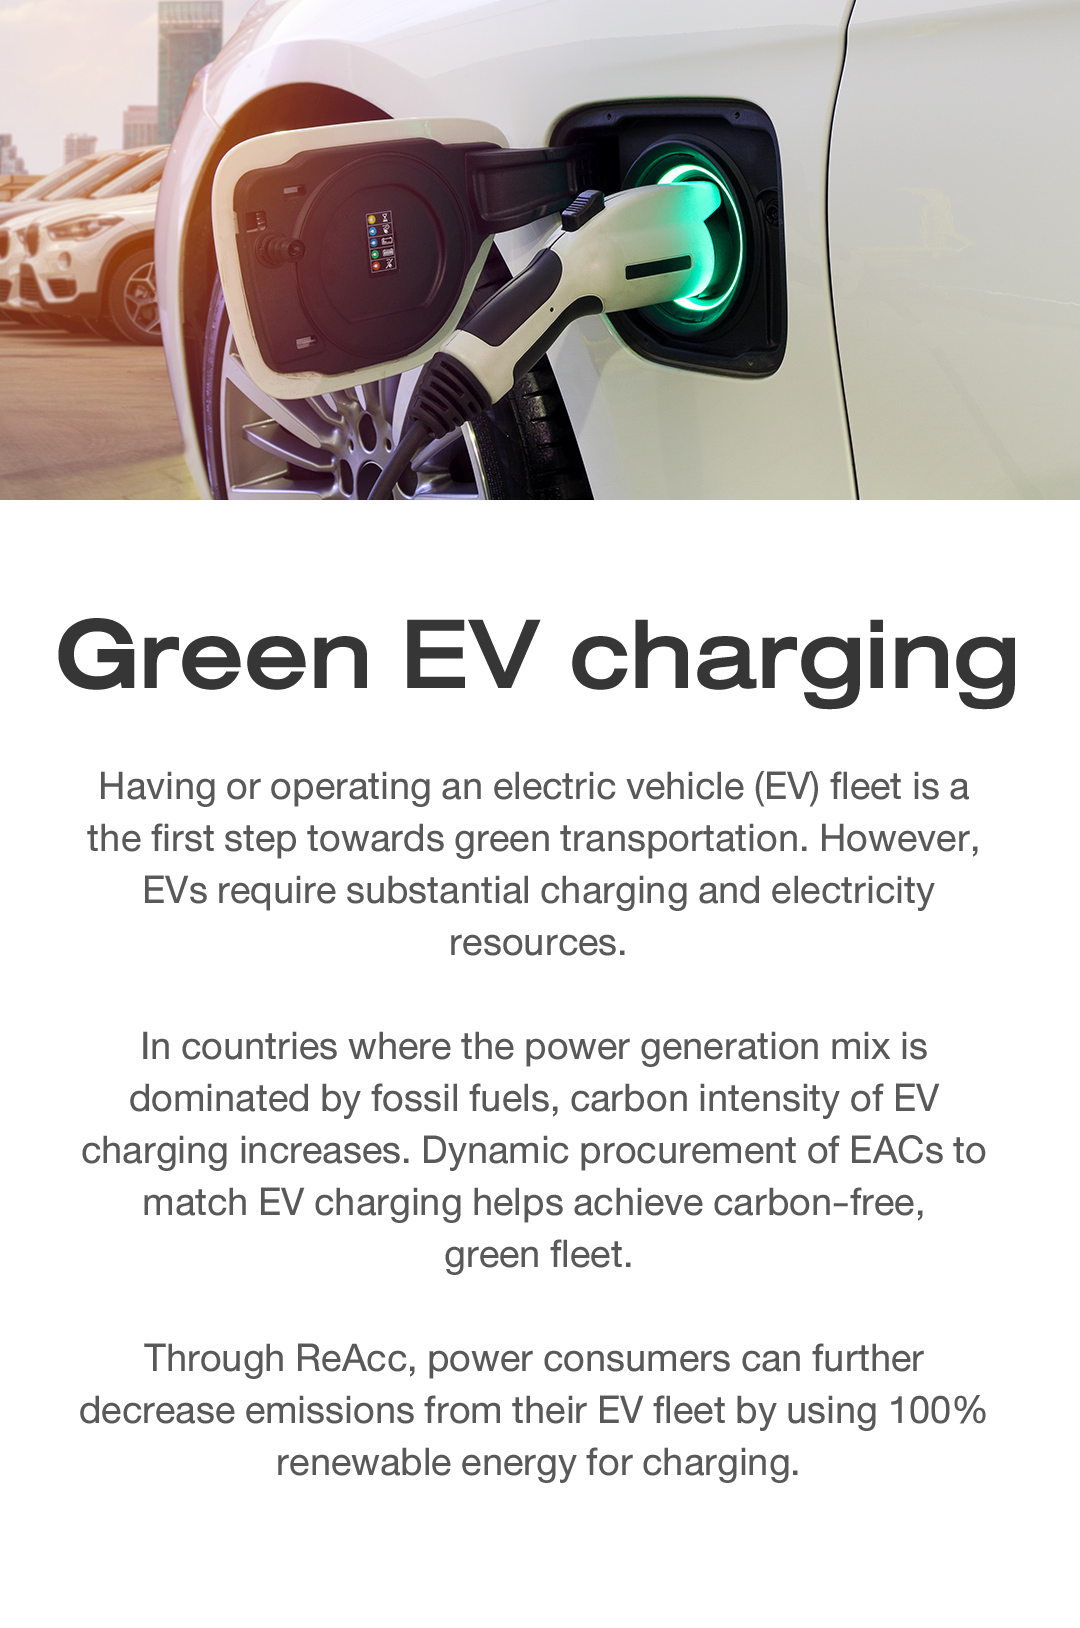 Green EV charging
Having or operating an electric vehicle (EV) fleet is a
the first step towards green transportation. However,
EVs require substantial charging and electricity
resources.
In countries where the power generation mix is
dominated by fossil fuels, carbon intensity of EV
charging increases. Dynamic procurement of EACs to
match EV charging helps achieve carbon-free,
green fleet.
Through ReAcc, power consumers can further
decrease emissions from their EV fleet by using 100%
renewable energy for charging.